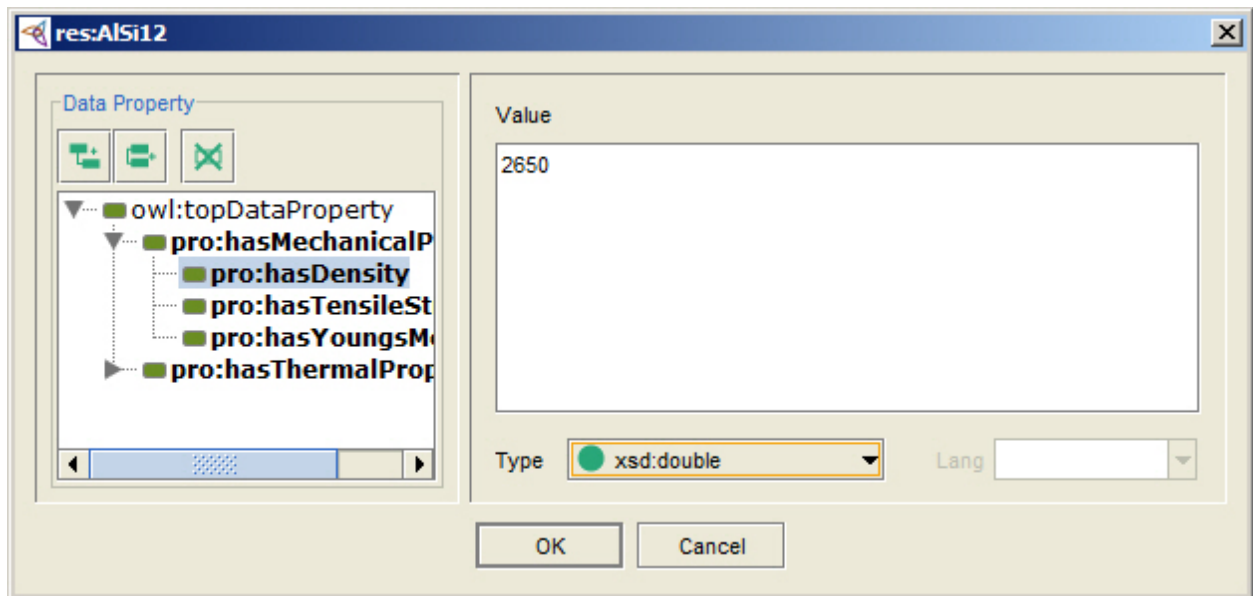 res:AlSi12
Data Property
owl:topDataProperty
pro:hasMechanicalP
pro:hasDensity
pro:hasTensileSt
pro:hasYoungsM
pro:hasThermalProp
Value
2650
Type
xsd:double
Lang
OK
Cancel